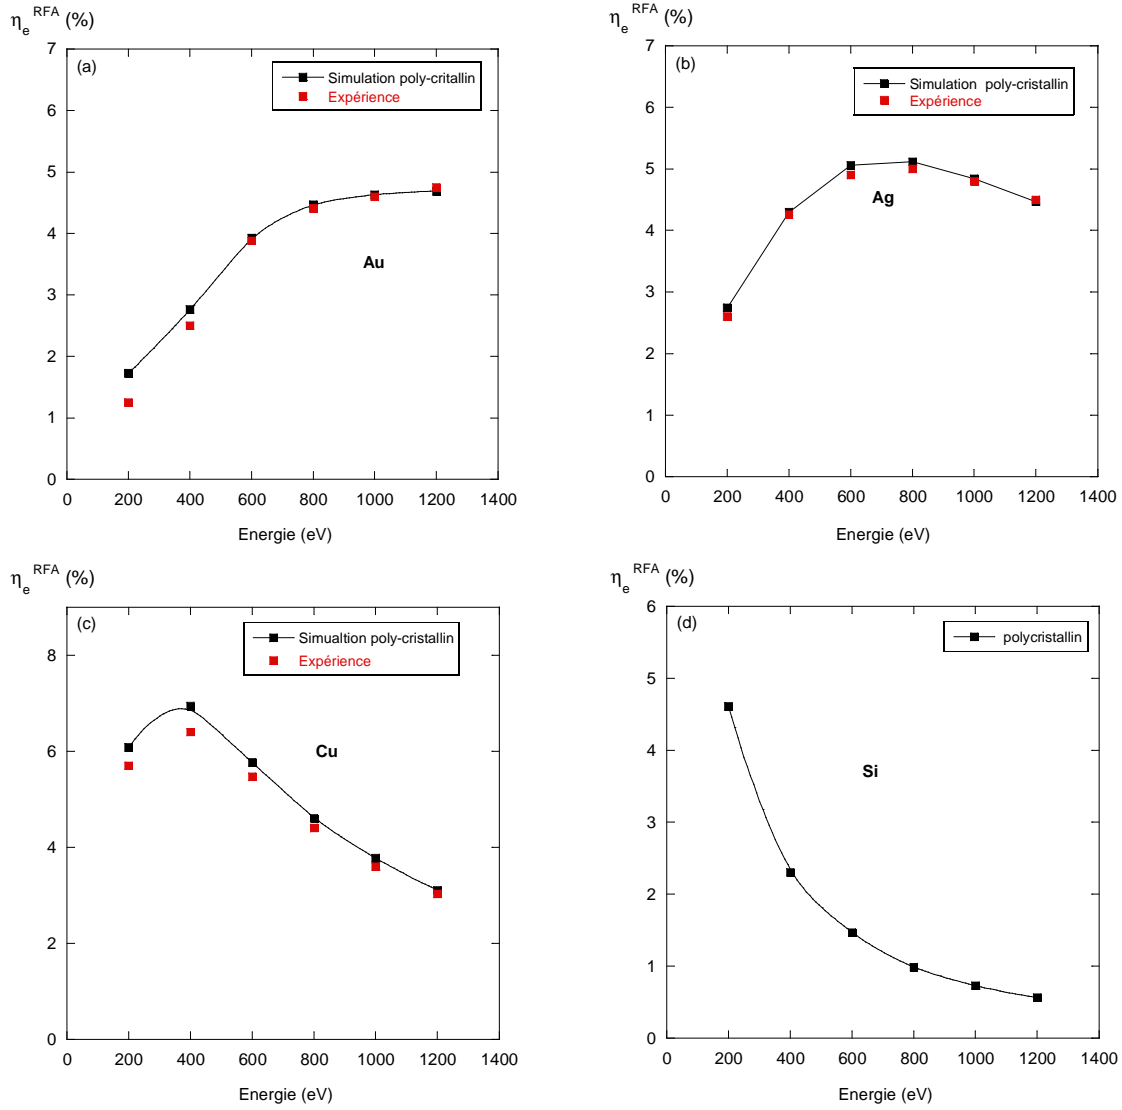 ηe^RFA (%)
(a)
Simulation poly-critallin
Expérience
Au
7
6
5
4
3
2
1
0
0 200 400 600 800 1000 1200 1400
Energie (eV)
ηe^RFA (%)
(b)
Simulation poly-cristallin
Expérience
Ag
7
6
5
4
3
2
1
0
0 200 400 600 800 1000 1200 1400
Energie (eV)
ηe^RFA (%)
(c)
Simualtion poly-cristallin
Expérience
Cu
8
6
4
2
0
0 200 400 600 800 1000 1200 1400
Energie (eV)
ηe^RFA (%)
(d)
polycristallin
Si
6
5
4
3
2
1
0
0 200 400 600 800 1000 1200 1400
Energie (eV)